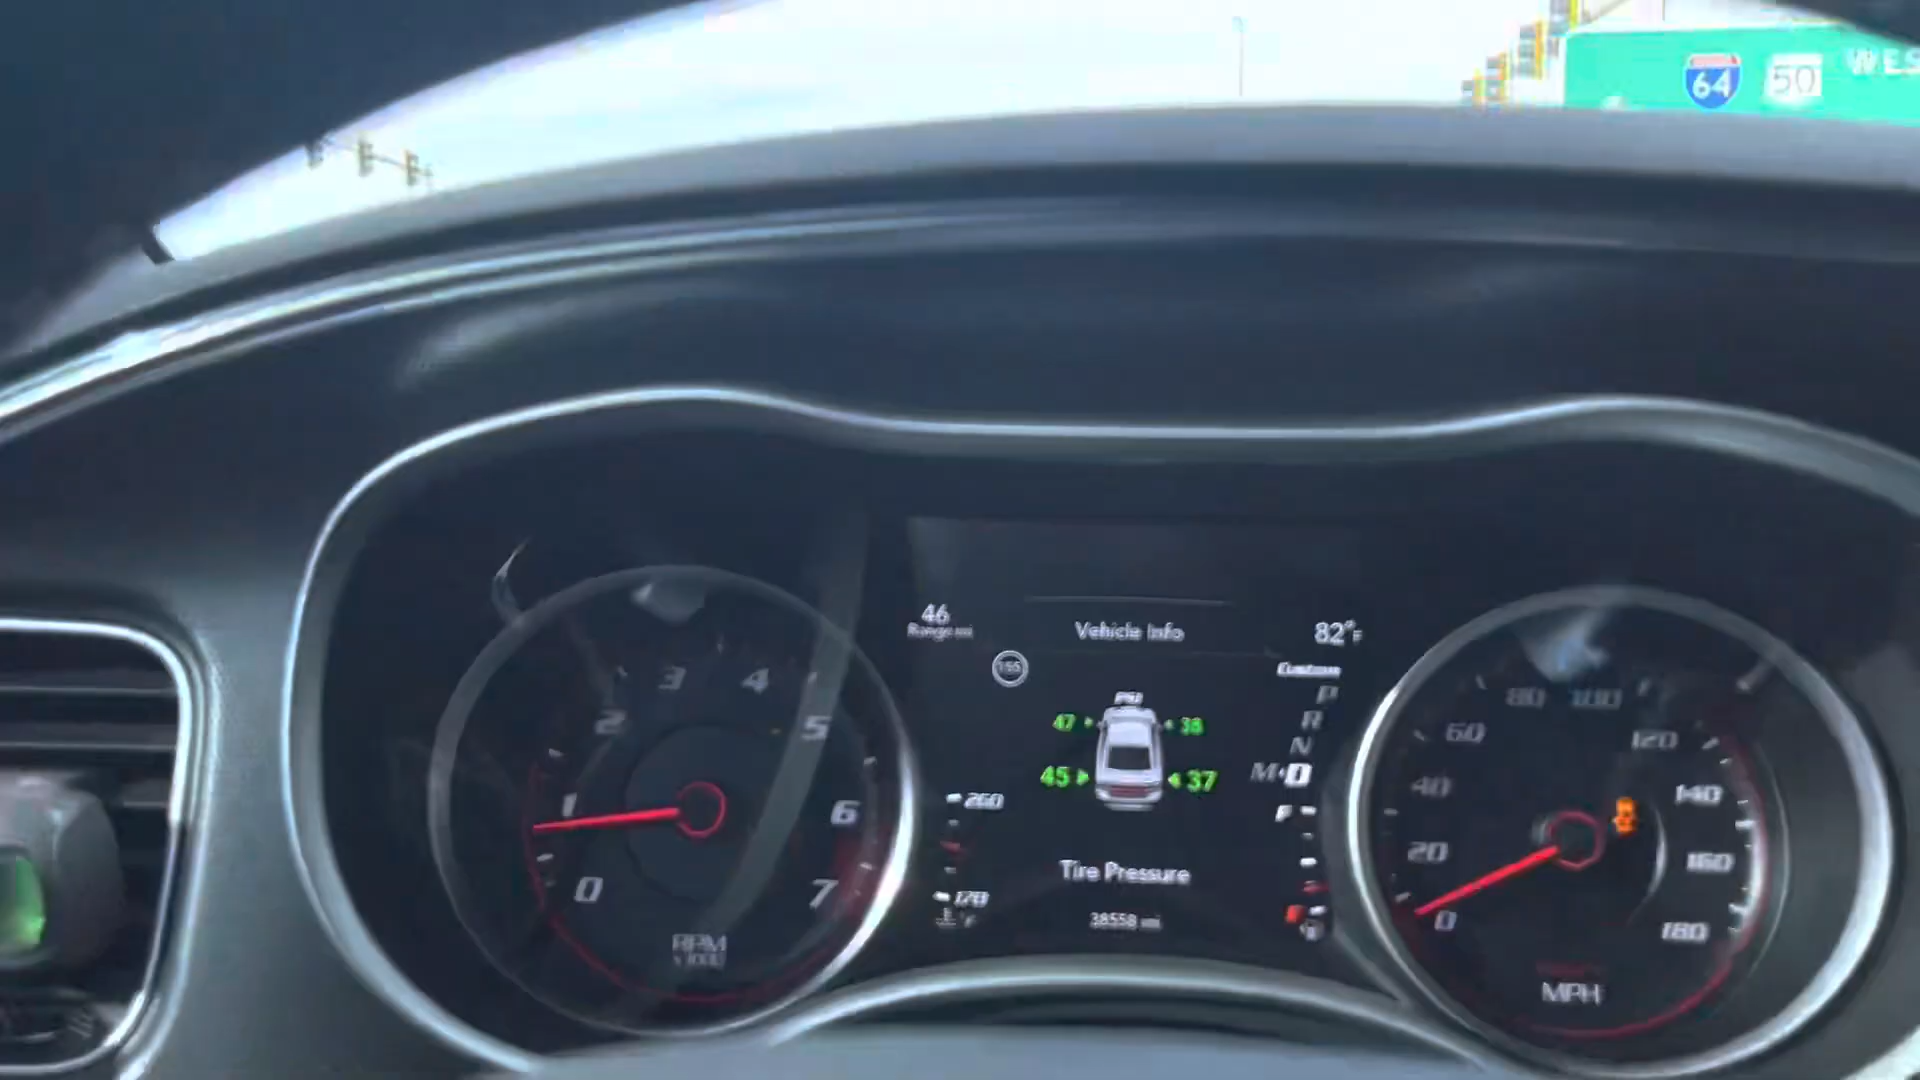 64 50 WES
46
Range mi
Vehicle Info
82°F
155
Custom
PSI
P
47 38
R
N
45 37
M D
260
F
Tire Pressure
170
°F
38558 mi
0 1 2 3 4 5 6 7
RPM
x1000
0 20 40 60 80 100 120 140 160 180
MPH